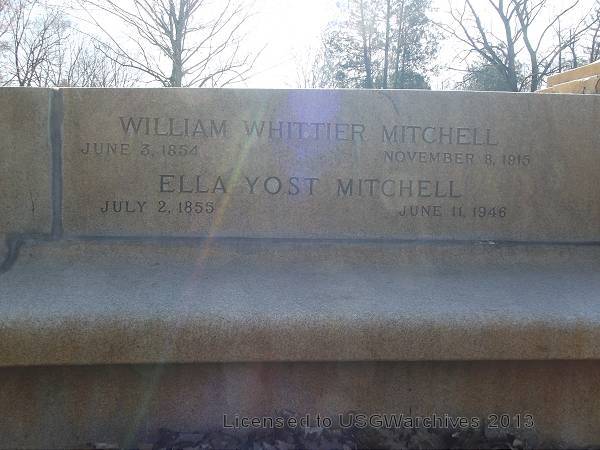 WILLIAM WHITTIER MITCHELL
JUNE 3, 1854 NOVEMBER 8, 1915
ELLA YOST MITCHELL
JULY 2, 1855 JUNE 11, 1946
Licensed to USGWarchives 2013